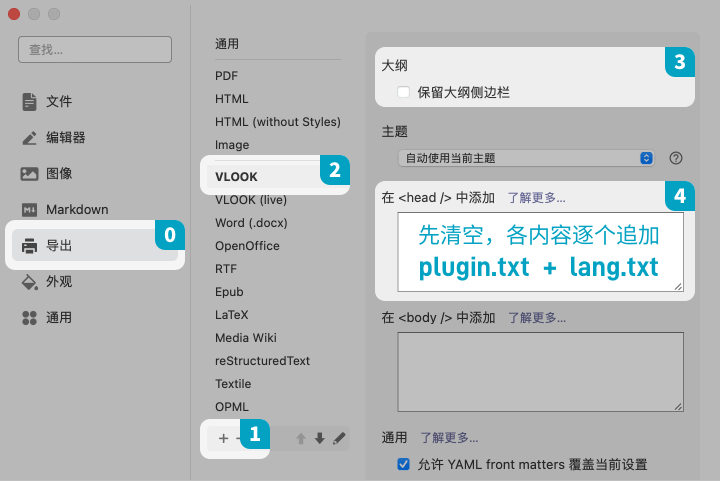 查找...
文件
编辑器
图像
Markdown
导出
0
外观
通用
通用
PDF
HTML
HTML (without Styles)
Image
VLOOK
2
VLOOK (live)
Word (.docx)
OpenOffice
RTF
Epub
LaTeX
Media Wiki
reStructuredText
Textile
OPML
+
1
大纲
3
保留大纲侧边栏
主题
自动使用当前主题
?
在 <head /> 中添加 了解更多...
4
先清空，各内容逐个追加
plugin.txt + lang.txt
在 <body /> 中添加 了解更多...
通用 了解更多...
允许 YAML front matters 覆盖当前设置